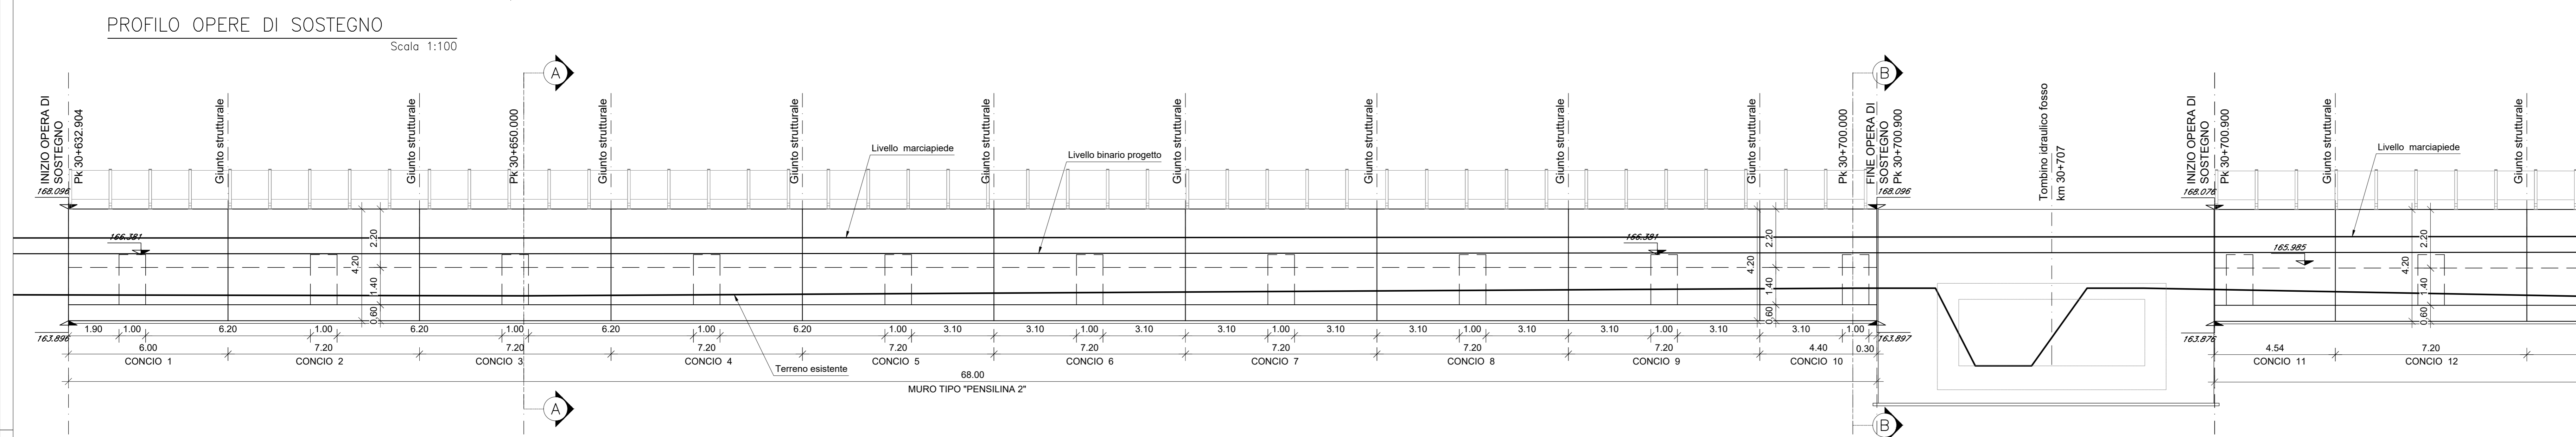 PROFILO OPERE DI SOSTEGNO
Scala 1:100
A
B
INIZIO OPERA DI
SOSTEGNO
Pk 30+632.904
Giunto strutturale
Giunto strutturale
Pk 30+650.000
Giunto strutturale
Giunto strutturale
Giunto strutturale
Giunto strutturale
Giunto strutturale
Giunto strutturale
Giunto strutturale
Pk 30+700.000
FINE OPERA DI
SOSTEGNO
Pk 30+700.900
Tombino idraulico fosso
km 30+707
INIZIO OPERA DI
SOSTEGNO
Pk 30+700.900
Giunto strutturale
Giunto strutturale
Livello marciapiede
Livello binario progetto
Livello marciapiede
168.096
168.096
168.076
166.381
166.381
165.985
2.20
4.20
1.40
0.60
2.20
4.20
1.40
0.60
2.20
4.20
1.40
0.60
163.896
163.897
163.876
1.90 1.00 6.20 1.00 6.20 1.00 6.20 1.00 6.20 1.00 3.10 3.10 1.00 3.10 3.10 1.00 3.10 3.10 1.00 3.10 3.10 1.00 3.10 3.10 1.00
6.00 7.20 7.20 7.20 7.20 7.20 7.20 7.20 7.20 4.40 0.30 4.54 7.20
CONCIO 1 CONCIO 2 CONCIO 3 CONCIO 4 CONCIO 5 CONCIO 6 CONCIO 7 CONCIO 8 CONCIO 9 CONCIO 10 CONCIO 11 CONCIO 12
Terreno esistente
68.00
MURO TIPO "PENSILINA 2"
A
B